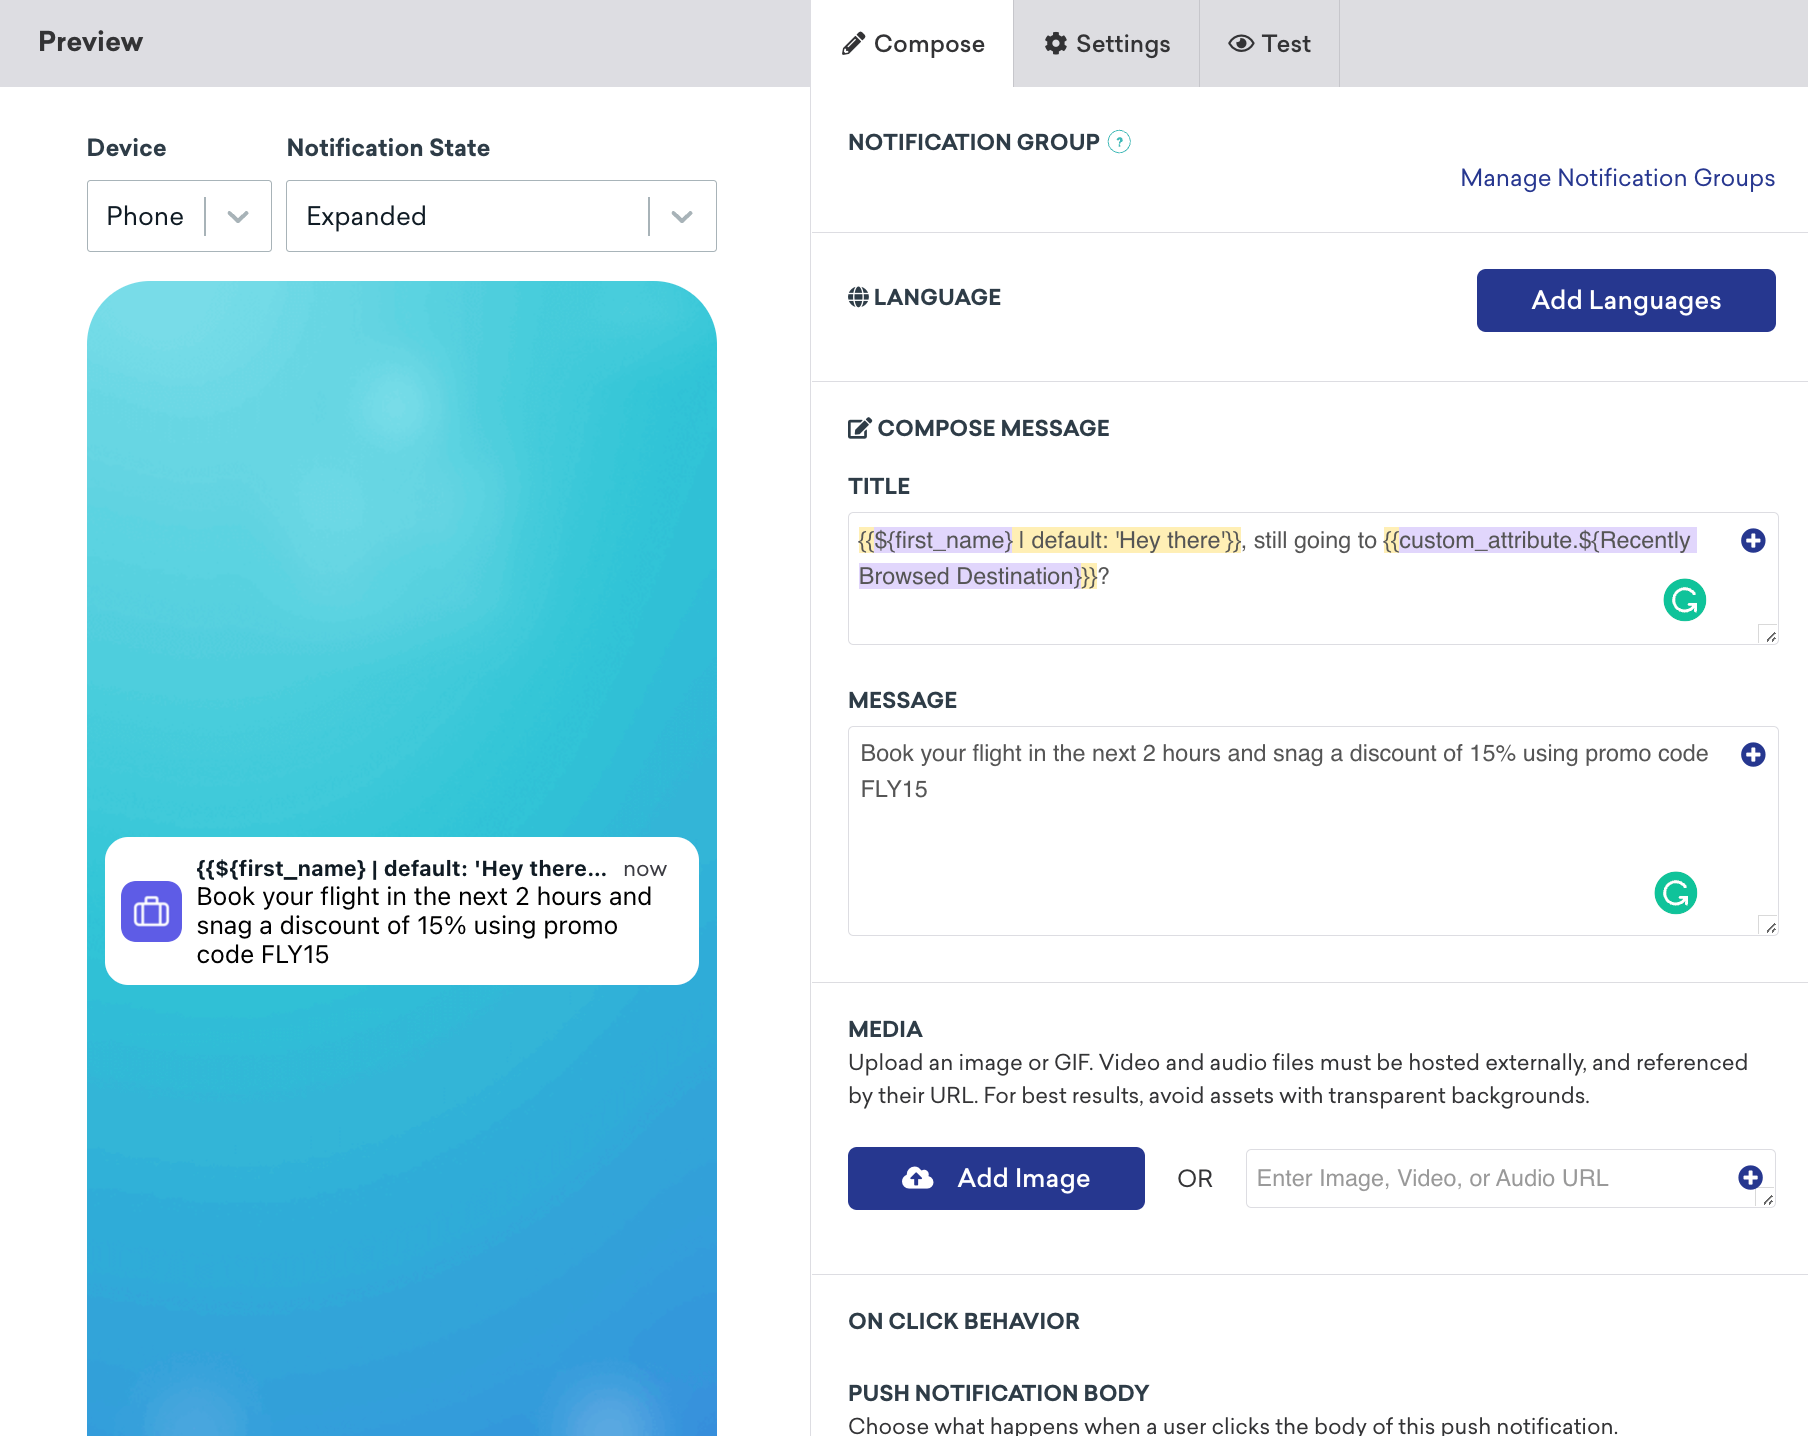 Preview
Compose
Settings
Test
Device
Notification State
Phone
Expanded
{{${first_name} | default: 'Hey there... now
Book your flight in the next 2 hours and
snag a discount of 15% using promo
code FLY15
NOTIFICATION GROUP ?
Manage Notification Groups
LANGUAGE
Add Languages
COMPOSE MESSAGE
TITLE
{{${first_name} | default: 'Hey there'}}, still going to {{custom_attribute.${Recently
Browsed Destination}}}?
MESSAGE
Book your flight in the next 2 hours and snag a discount of 15% using promo code
FLY15
MEDIA
Upload an image or GIF. Video and audio files must be hosted externally, and referenced
by their URL. For best results, avoid assets with transparent backgrounds.
Add Image
OR
Enter Image, Video, or Audio URL
ON CLICK BEHAVIOR
PUSH NOTIFICATION BODY
Choose what happens when a user clicks the body of this push notification.